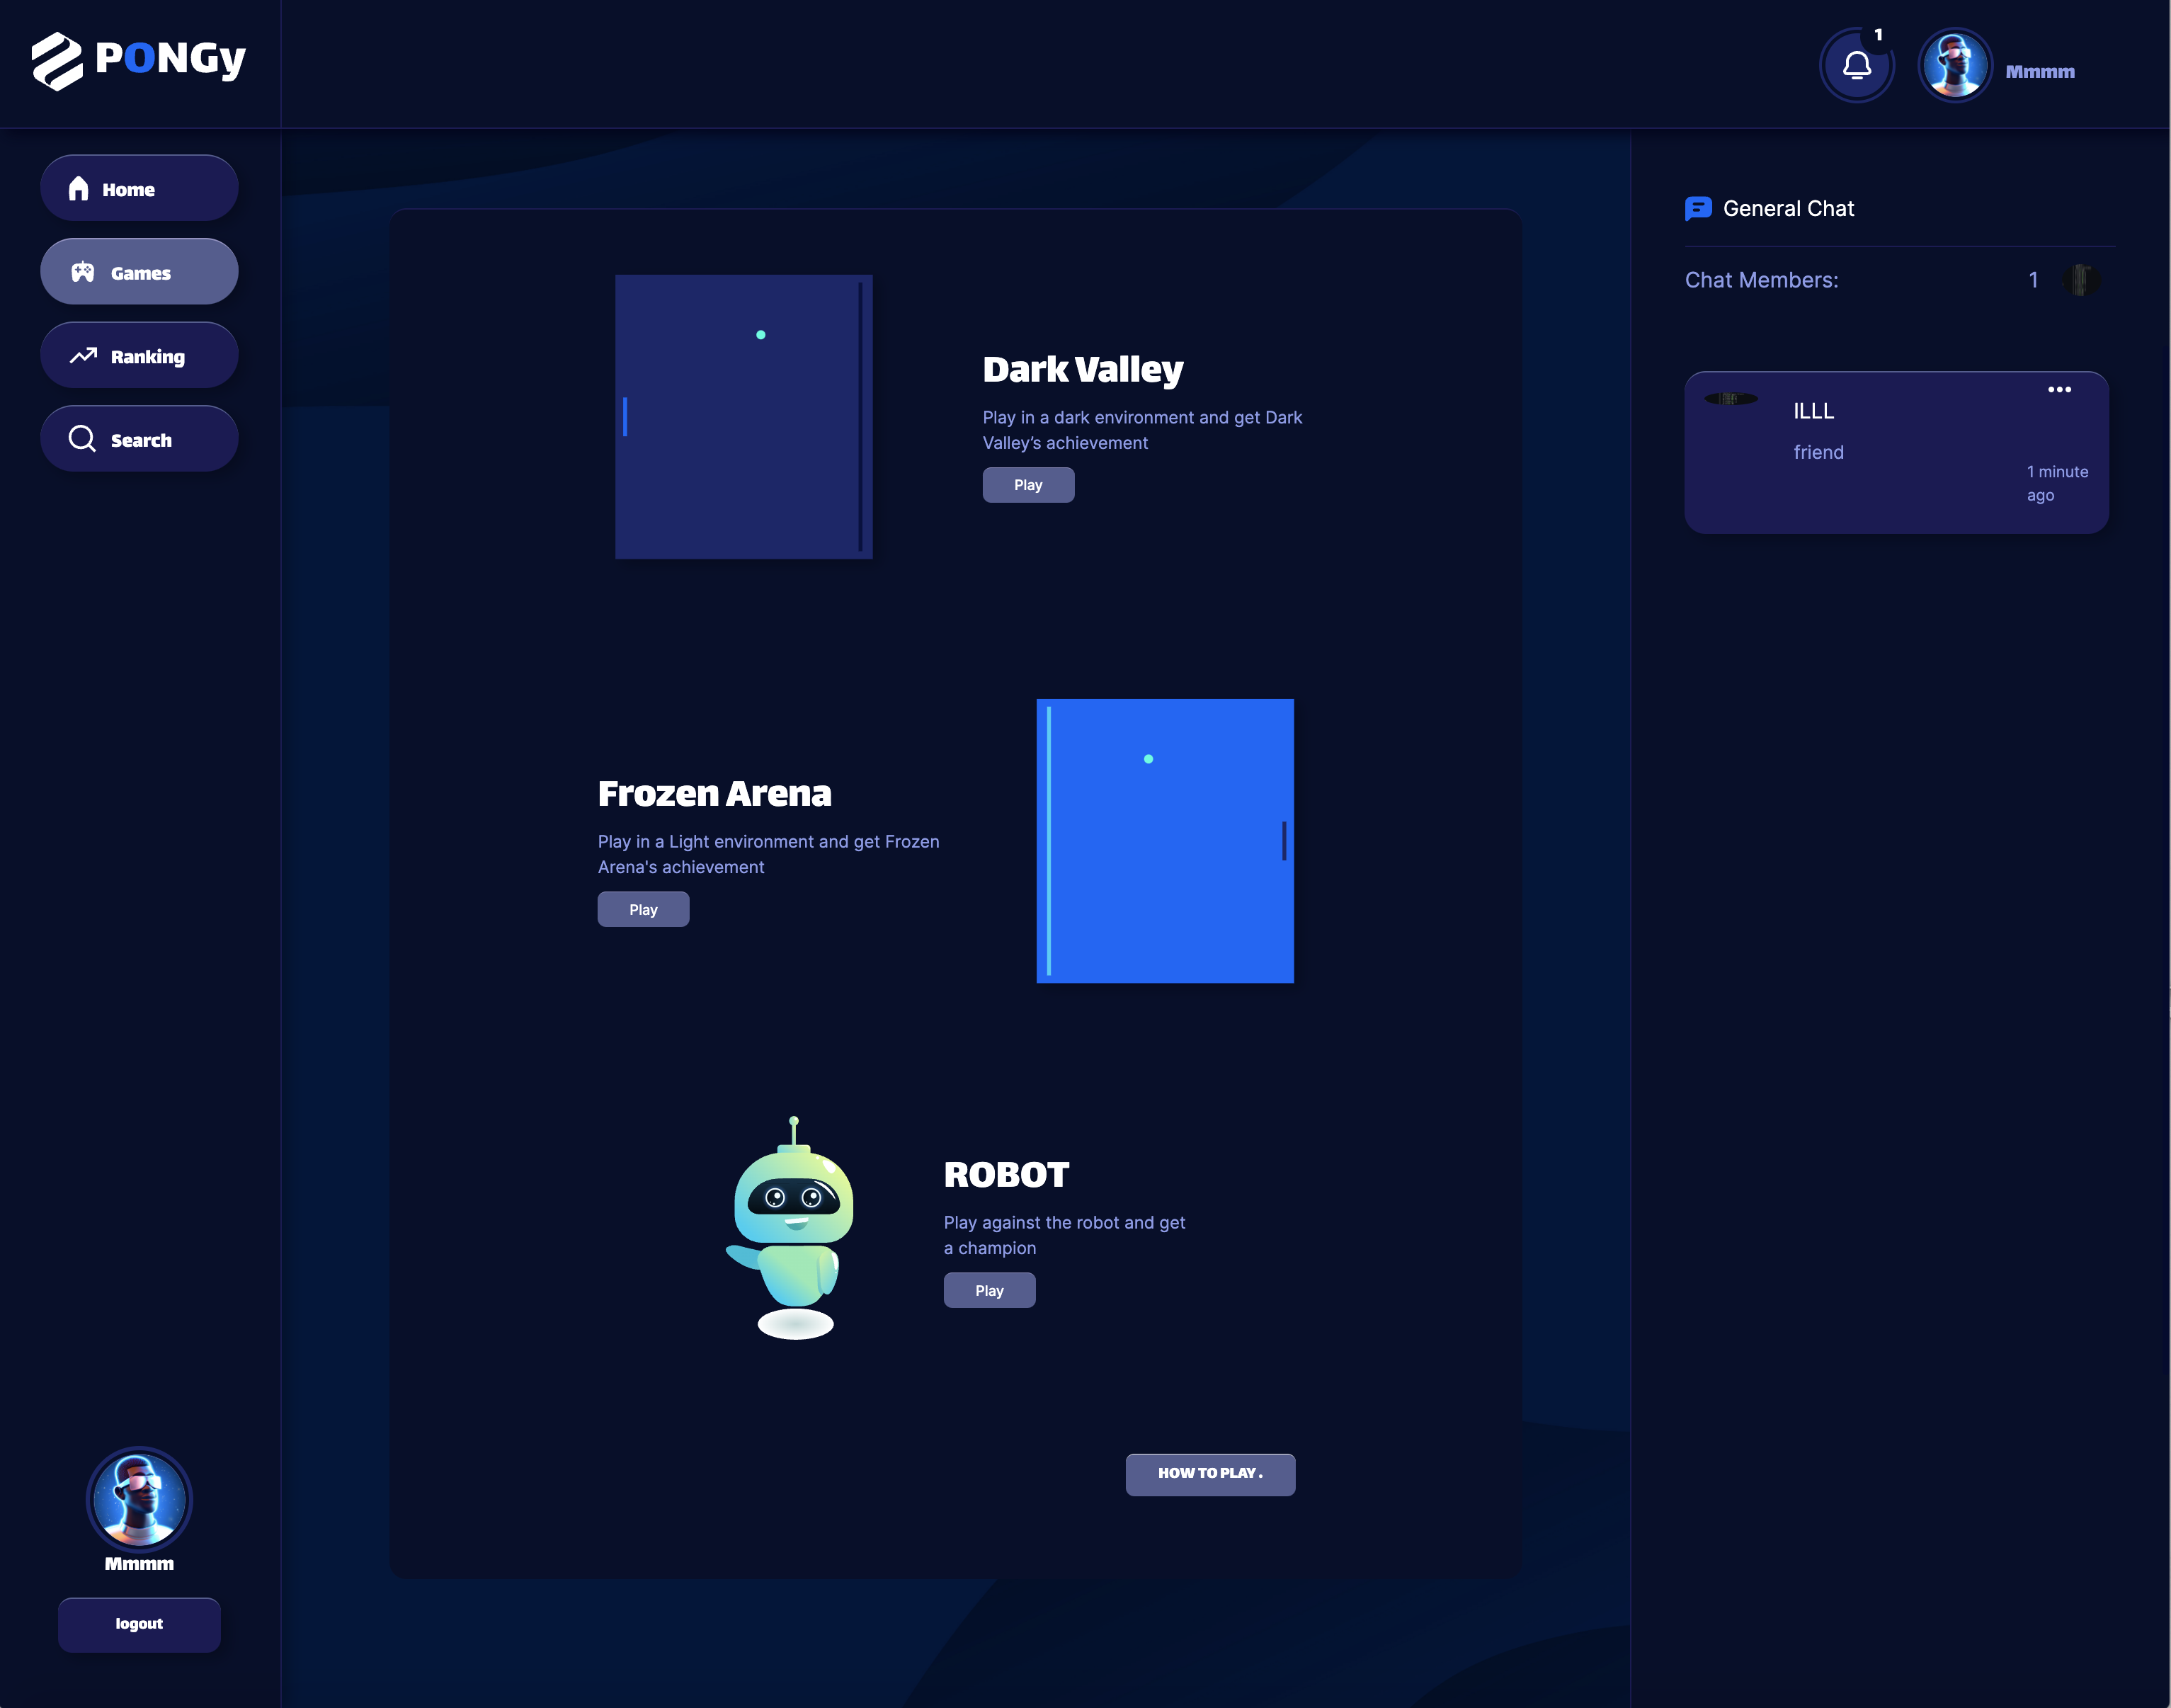 PONGy
1
Mmmm
Home
Games
Ranking
Search
Dark Valley
Play in a dark environment and get Dark
Valley’s achievement
Play
Frozen Arena
Play in a Light environment and get Frozen
Arena's achievement
Play
ROBOT
Play against the robot and get
a champion
Play
HOW TO PLAY .
General Chat
Chat Members: 1
ILLL
friend
1 minute
ago
Mmmm
logout